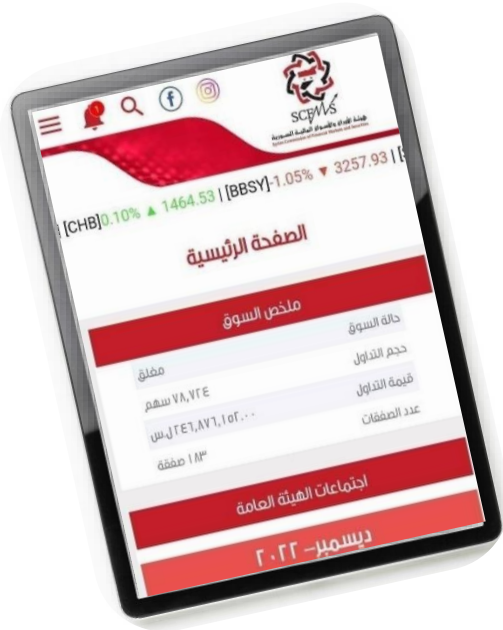 SCFMS
هيئة الأوراق والأسواق المالية السورية
Syrian Commission of Financial Markets and Securities
[CHB]0.10% ▲ 1464.53 | [BBSY]-1.05% ▼ 3257.93 |
الصفحة الرئيسية
ملخص السوق
حالة السوق مغلق
حجم التداول ٧٨,٧٢٤ سهم
قيمة التداول ٢٤٦,٨٧٦,١٥٢.٠٠ ل.س
عدد الصفقات ١٨٣ صفقة
اجتماعات الهيئة العامة
ديسمبر– ٢٠٢٢